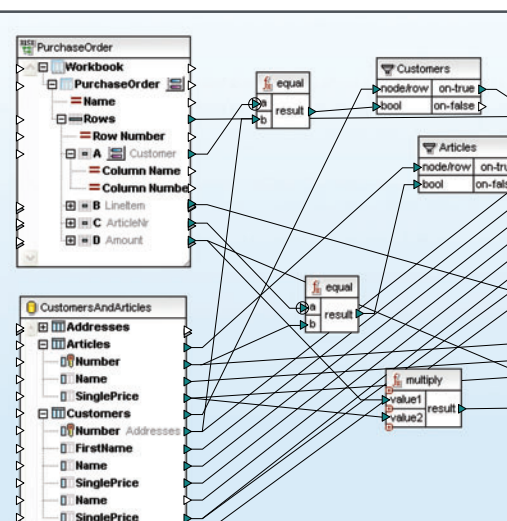 PurchaseOrder
Workbook
PurchaseOrder
Name
Rows
Row Number
A Customer
Column Name
Column Numbe
B LineItem
C ArticleNr
D Amount
equal
a
b
result
Customers
node/row on-true
bool on-false
Articles
node/row on-tru
bool on-fals
equal
a
b
result
CustomersAndArticles
Addresses
Articles
Number
Name
SinglePrice
Customers
Number Addresses
FirstName
Name
SinglePrice
Name
SinglePrice
multiply
value1
value2
result